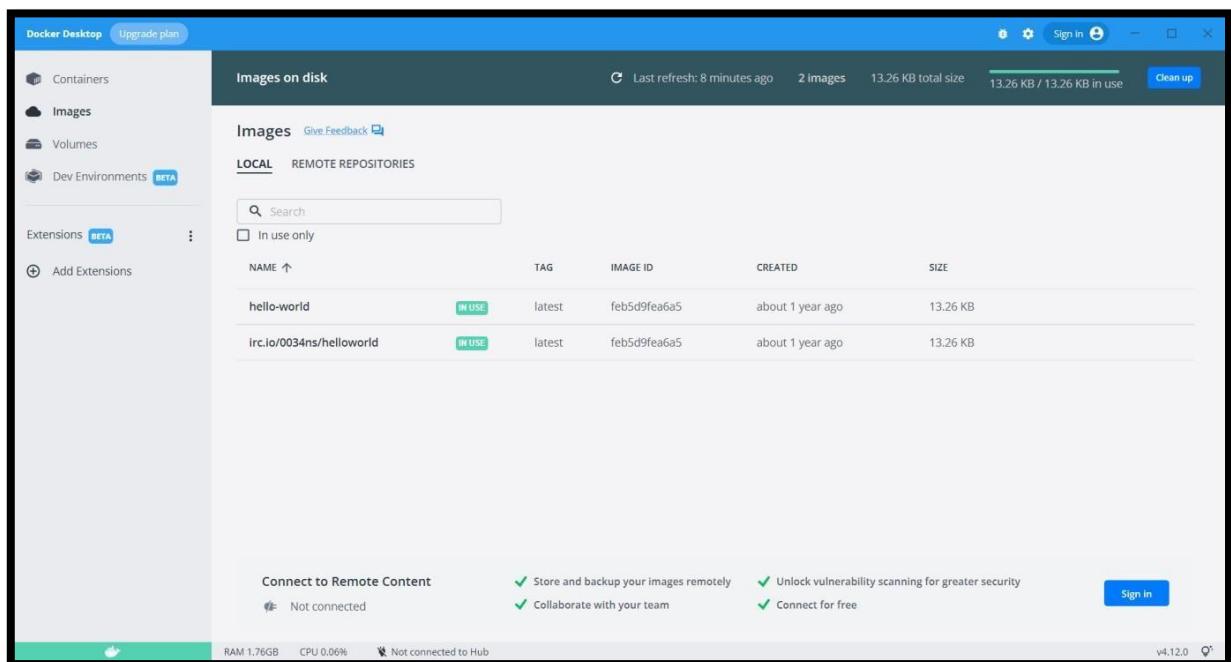 Docker Desktop Upgrade plan Sign in
Containers
Images
Volumes
Dev Environments BETA
Extensions BETA
Add Extensions
Images on disk Last refresh: 8 minutes ago 2 images 13.26 KB total size 13.26 KB / 13.26 KB in use Clean up
Images Give Feedback
LOCAL REMOTE REPOSITORIES
Search
In use only
NAME TAG IMAGE ID CREATED SIZE
hello-world IN USE latest feb5d9fea6a5 about 1 year ago 13.26 KB
irc.io/0034ns/helloworld IN USE latest feb5d9fea6a5 about 1 year ago 13.26 KB
Connect to Remote Content
Not connected
Store and backup your images remotely
Collaborate with your team
Unlock vulnerability scanning for greater security
Connect for free
Sign in
RAM 1.76GB CPU 0.06% Not connected to Hub v4.12.0